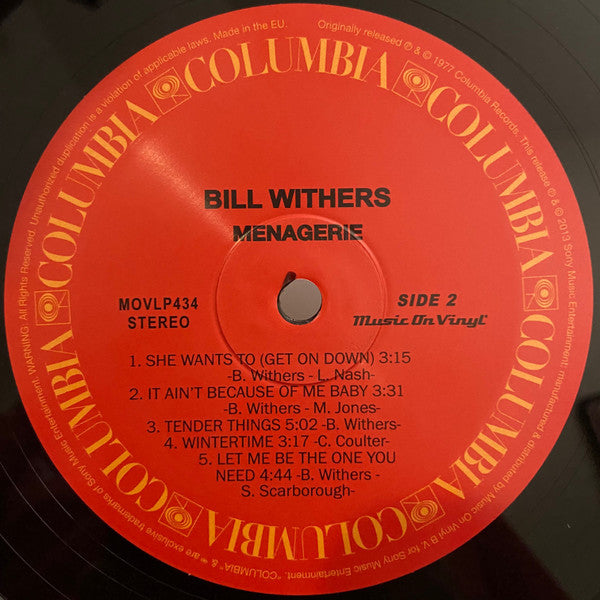 BILL WITHERS
MENAGERIE
MOVLP434
STEREO
SIDE 2
Music On Vinyl
1. SHE WANTS TO (GET ON DOWN) 3:15
-B. Withers - L. Nash-
2. IT AIN'T BECAUSE OF ME BABY 3:31
-B. Withers - M. Jones-
3. TENDER THINGS 5:02 -B. Withers-
4. WINTERTIME 3:17 -C. Coulter-
5. LET ME BE THE ONE YOU
NEED 4:44 -B. Withers -
S. Scarborough-
COLUMBIA
COLUMBIA
COLUMBIA
COLUMBIA
COLUMBIA
COLUMBIA
COLUMBIA
COLUMBIA
Originally released ℗ & © 1977 Columbia Records. This release ℗ & © 2013 Sony Music Entertainment. manufactured & distributed by Music On Vinyl B.V. for Sony Music Entertainment. "COLUMBIA" & are exclusive trademarks of Sony Music Entertainment. WARNING: All Rights Reserved. Unauthorized duplication is a violation of applicable laws. Made in the EU.